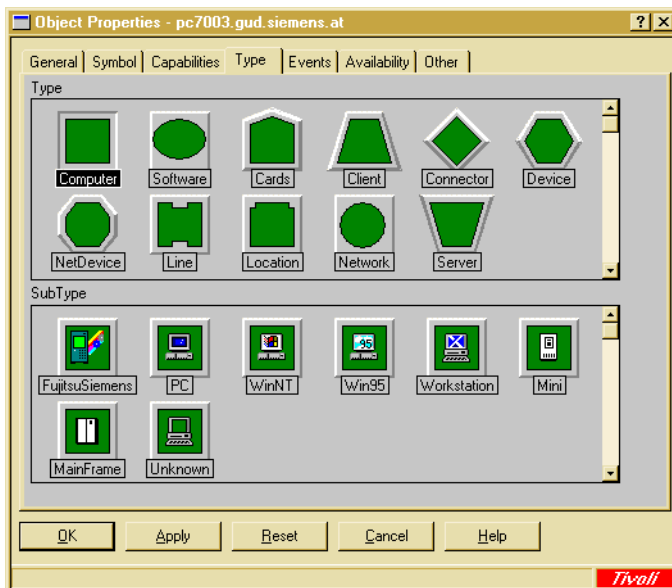 Object Properties - pc7003.gud.siemens.at
General Symbol Capabilities Type Events Availability Other
Type
Computer Software Cards Client Connector Device
NetDevice Line Location Network Server
SubType
95
FujitsuSiemens PC WinNT Win95 Workstation Mini
MainFrame Unknown
OK Apply Reset Cancel Help
Tivoli